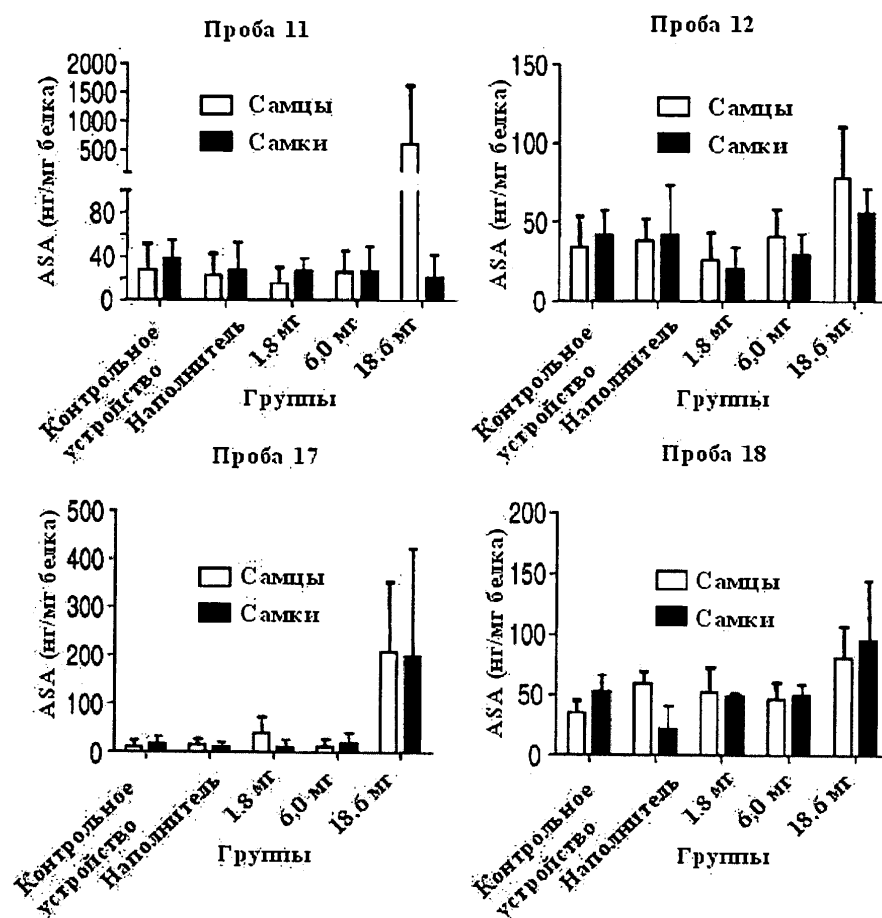 Проба 11
ASA (нг/мг белка)
2000
1500
1000
500
80
40
0
Самцы
Самки
Контрольное
устройство
Наполнитель
1.8 мг
6,0 мг
18.6 мг
Группы
Проба 12
ASA (нг/мг белка)
150
100
50
0
Самцы
Самки
Контрольное
устройство
Наполнитель
1.8 мг
6,0 мг
18.6 мг
Группы
Проба 17
ASA (нг/мг белка)
500
400
300
200
100
0
Самцы
Самки
Контрольное
устройство
Наполнитель
1.8 мг
6,0 мг
18.6 мг
Группы
Проба 18
ASA (нг/мг белка)
200
150
100
50
0
Самцы
Самки
Контрольное
устройство
Наполнитель
1.8 мг
6,0 мг
18.6 мг
Группы